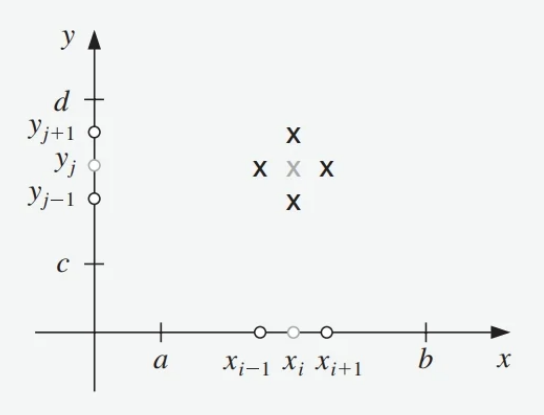 y
d
y_{j+1}
x
y_j
x x x
y_{j-1}
x
c
a x_{i-1} x_i x_{i+1} b x